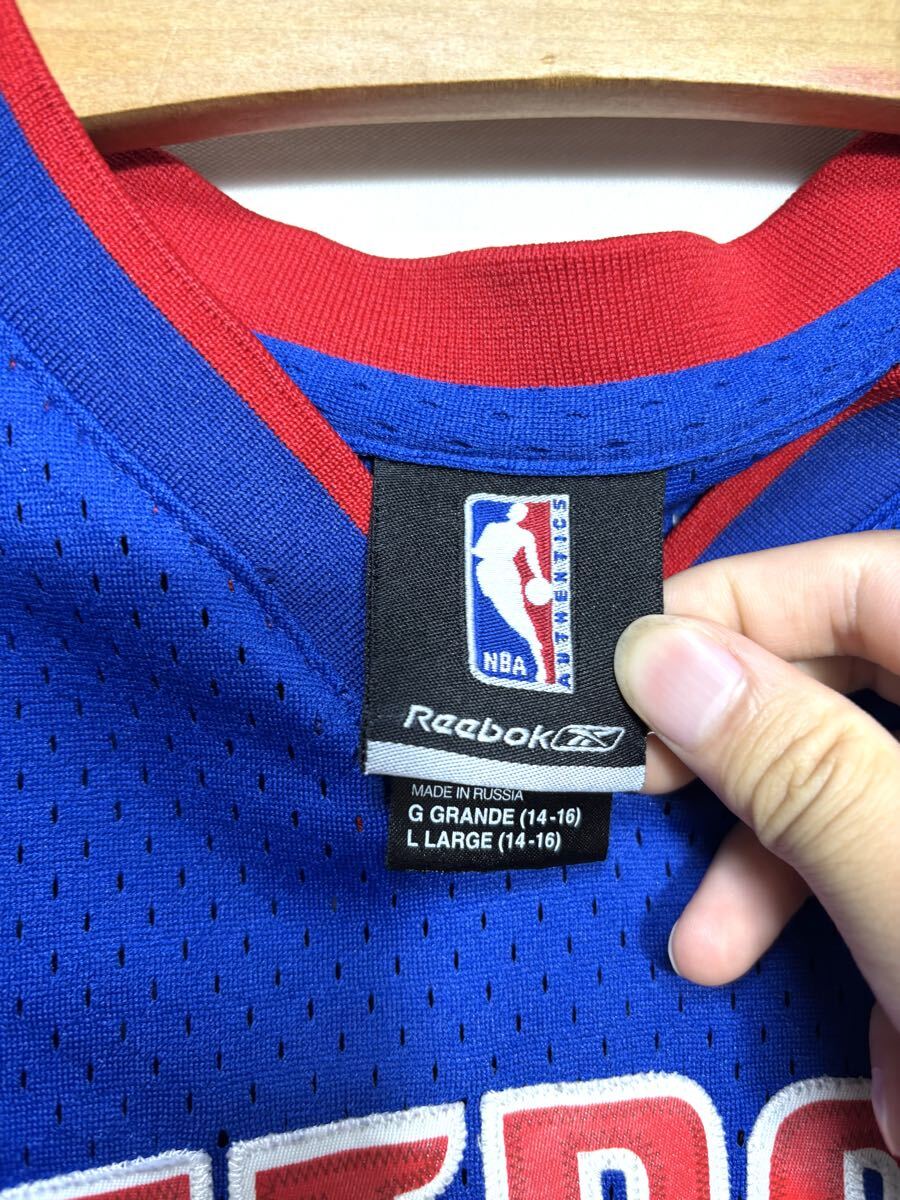 NBA
AUTHENTICS
Reebok
MADE IN RUSSIA
G GRANDE (14-16)
L LARGE (14-16)